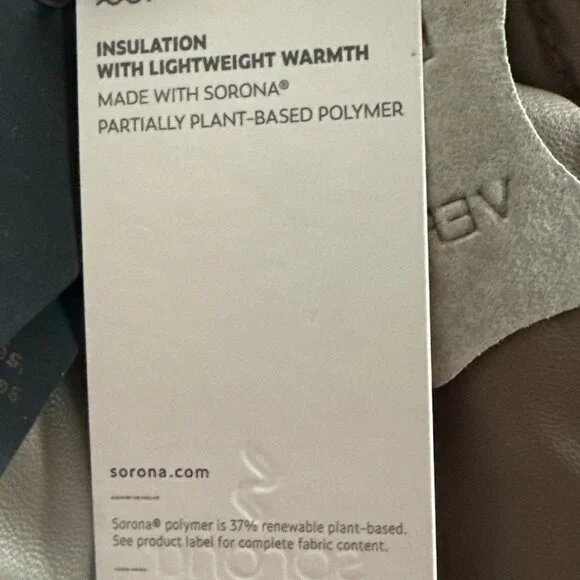 INSULATION
WITH LIGHTWEIGHT WARMTH
MADE WITH SORONA®
PARTIALLY PLANT-BASED POLYMER
sorona.com
Sorona® polymer is 37% renewable plant-based.
See product label for complete fabric content.